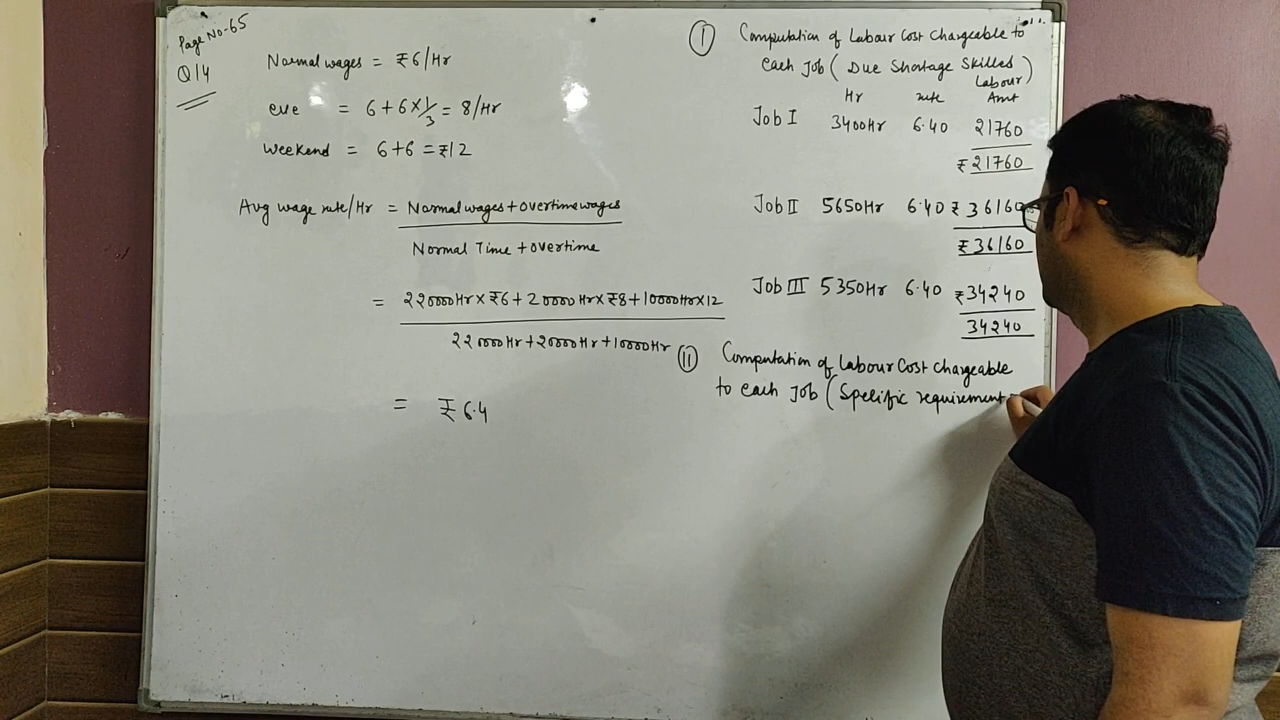 Page No-65
Q14
Normal wages = ₹6/Hr
eve = 6+6×1/3 = 8/Hr
Weekend = 6+6 = ₹12
Avg wage rate/Hr = Normal wages + overtime wages
Normal Time + overtime
= 220000Hr×₹6+20000Hr×₹8+10000Hr×12
220000Hr+20000Hr+10000Hr
= ₹6.4
I Computation of Labour Cost Chargeable to
each Job (Due Shortage Skilled
Labour)
Hr rate Amt
Job I 3400Hr 6.40 21760
₹21760
Job II 5650Hr 6.40 ₹36160
₹36160
Job III 5350Hr 6.40 ₹34240
34240
II Computation of Labour Cost chargeable
to each Job (Spelific requirement